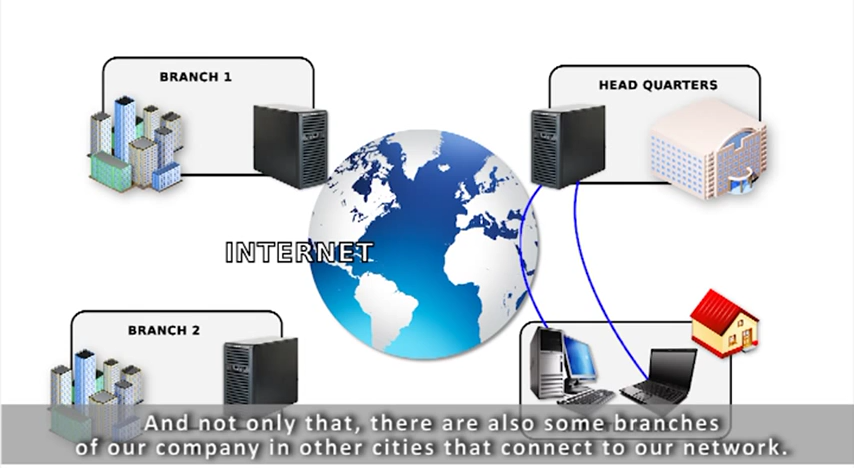 BRANCH 1
HEAD QUARTERS
INTERNET
BRANCH 2
And not only that, there are also some branches
of our company in other cities that connect to our network.